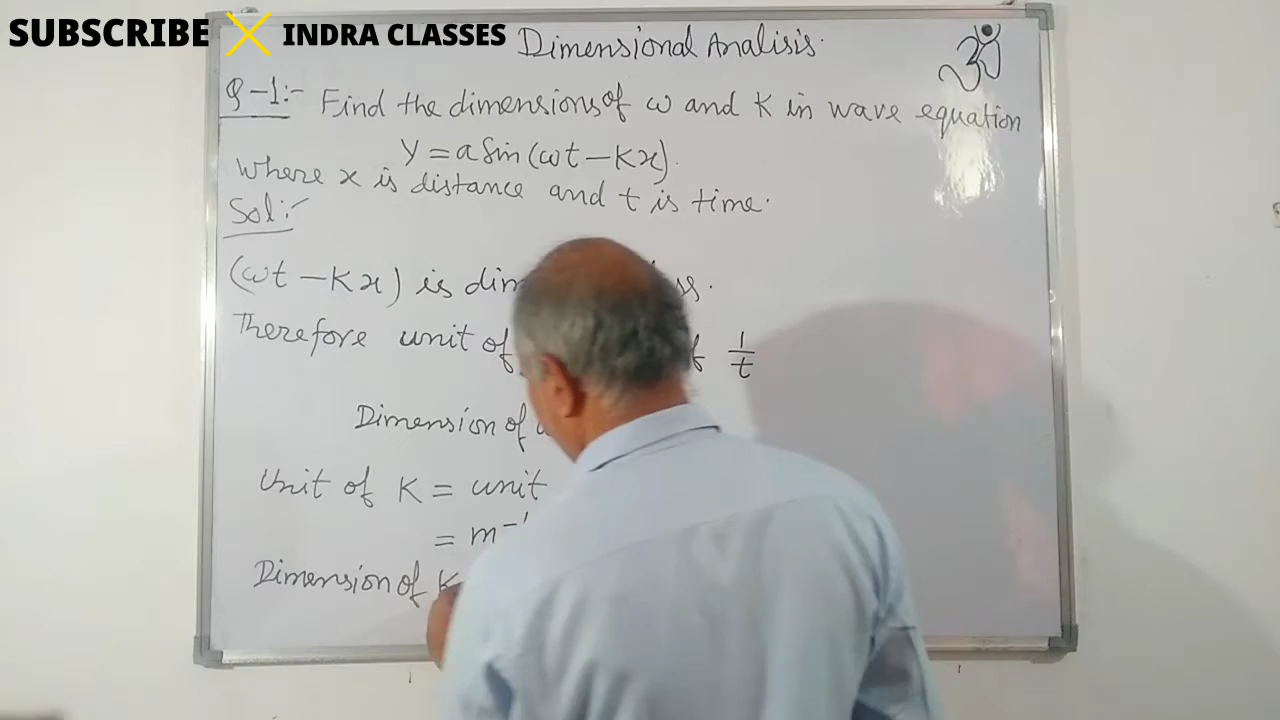 SUBSCRIBE INDRA CLASSES
Dimensional Analisis.
ॐ
Q-1:- Find the dimensions of ω and K in wave equation
Y = a Sin (ωt - Kx).
Where x is distance and t is time.
Sol:-
(ωt - Kx) is
Therefore unit of 1/t
Dimension of
Unit of K = unit
= m⁻¹
Dimension of K